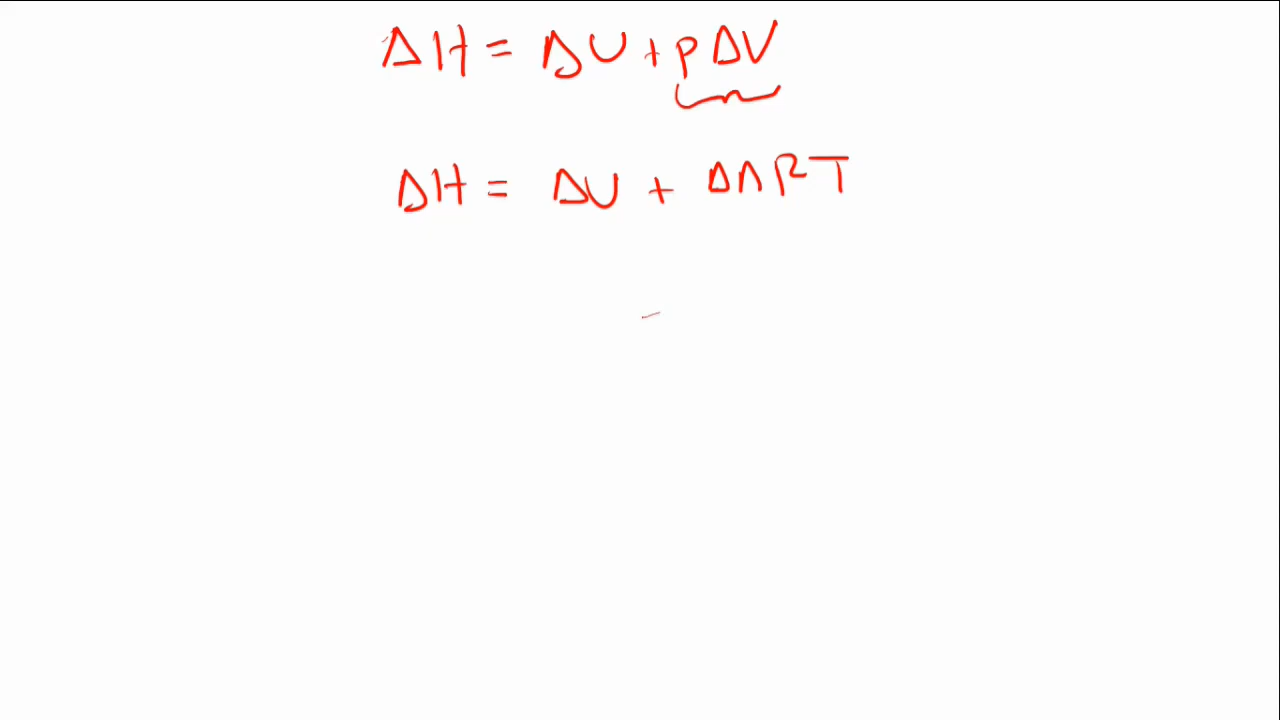 ΔH = ΔU + PΔV
ΔH = ΔU + ΔnRT